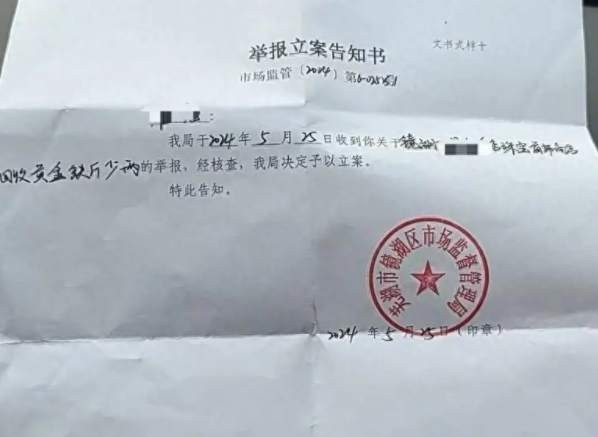 文书式样十
举报立案告知书
市场监管（2024）第
：
我局于2024年5月25日收到你关于镜湖
回收黄金缺斤少两的举报，经核查，我局决定予以立案。
特此告知。
芜湖市镜湖区市场监督管理局
2024年5月25日（印章）